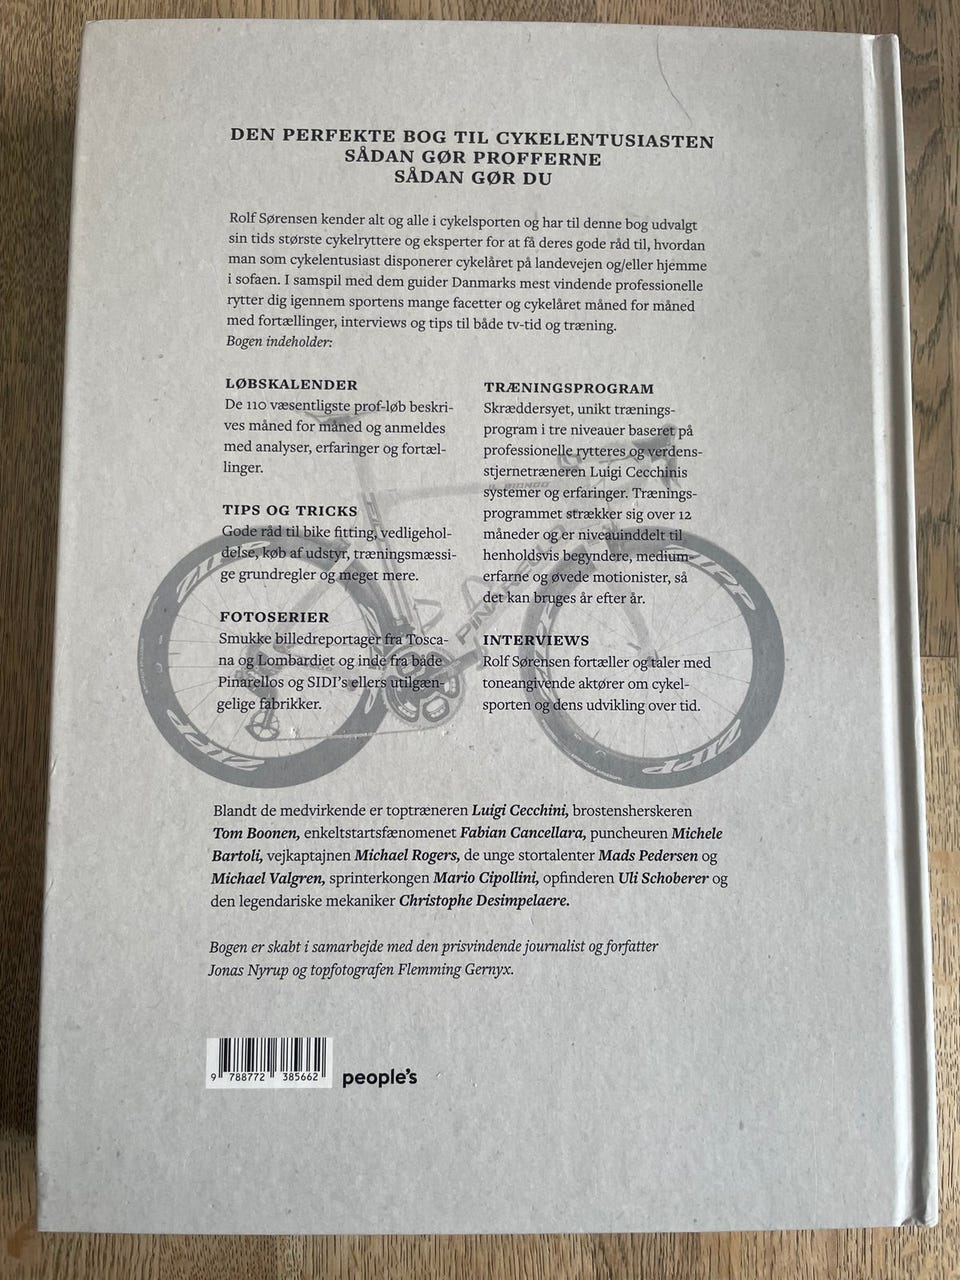 DEN PERFEKTE BOG TIL CYKELENTUSIASTEN
SÅDAN GØR PROFFERNE
SÅDAN GØR DU
Rolf Sørensen kender alt og alle i cykelsporten og har til denne bog udvalgt
sin tids største cykelryttere og eksperter for at få deres gode råd til, hvordan
man som cykelentusiast disponerer cykelåret på landevejen og/eller hjemme
i sofaen. I samspil med dem guider Danmarks mest vindende professionelle
rytter dig igennem sportens mange facetter og cykelåret måned for måned
med fortællinger, interviews og tips til både tv-tid og træning.
Bogen indeholder:
LØBSKALENDER
De 110 væsentligste prof-løb beskri-
ves måned for måned og anmeldes
med analyser, erfaringer og fortæl-
linger.
TIPS OG TRICKS
Gode råd til bike fitting, vedligehol-
delse, køb af udstyr, træningsmæssi-
ge grundregler og meget mere.
FOTOSERIER
Smukke billedreportager fra Tosca-
na og Lombardiet og inde fra både
Pinarellos og SIDI's ellers utilgæn-
gelige fabrikker.
TRÆNINGSPROGRAM
Skræddersyet, unikt trænings-
program i tre niveauer baseret på
professionelle rytteres og verdens-
stjernetræneren Luigi Cecchinis
systemer og erfaringer. Trænings-
programmet strækker sig over 12
måneder og er niveauinddelt til
henholdsvis begyndere, medium-
erfarne og øvede motionister, så
det kan bruges år efter år.
INTERVIEWS
Rolf Sørensen fortæller og taler med
toneangivende aktører om cykel-
sporten og dens udvikling over tid.
ZIPP
ZIPP
ZIPP
ZIPP
Blandt de medvirkende er toptræneren Luigi Cecchini, brostensherskeren
Tom Boonen, enkeltstartsfænomenet Fabian Cancellara, puncheuren Michele
Bartoli, vejkaptajnen Michael Rogers, de unge stortalenter Mads Pedersen og
Michael Valgren, sprinterkongen Mario Cipollini, opfinderen Uli Schoberer og
den legendariske mekaniker Christophe Desimpelaere.
Bogen er skabt i samarbejde med den prisvindende journalist og forfatter
Jonas Nyrup og topfotografen Flemming Gernyx.
9 788772 385662
people's